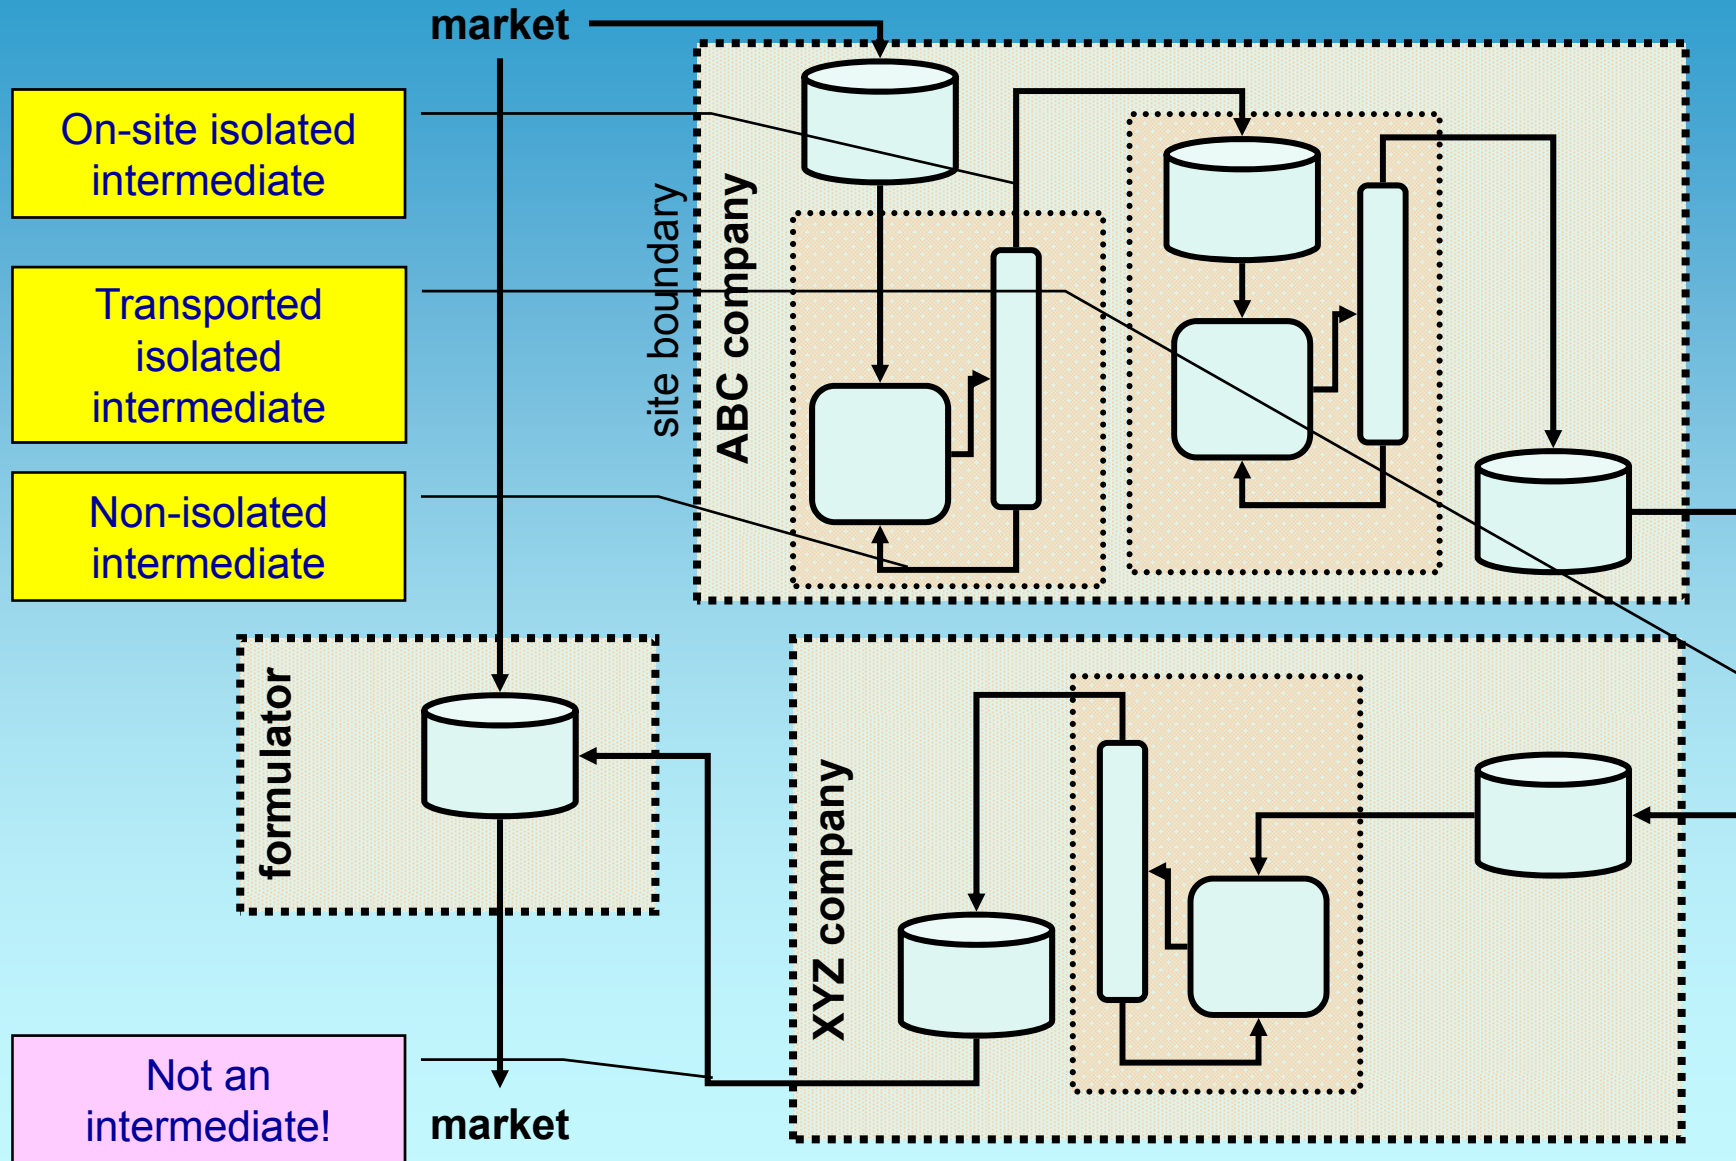 market
On-site isolated
intermediate
Transported
isolated
intermediate
Non-isolated
intermediate
site boundary
ABC company
formulator
XYZ company
Not an
intermediate!
market